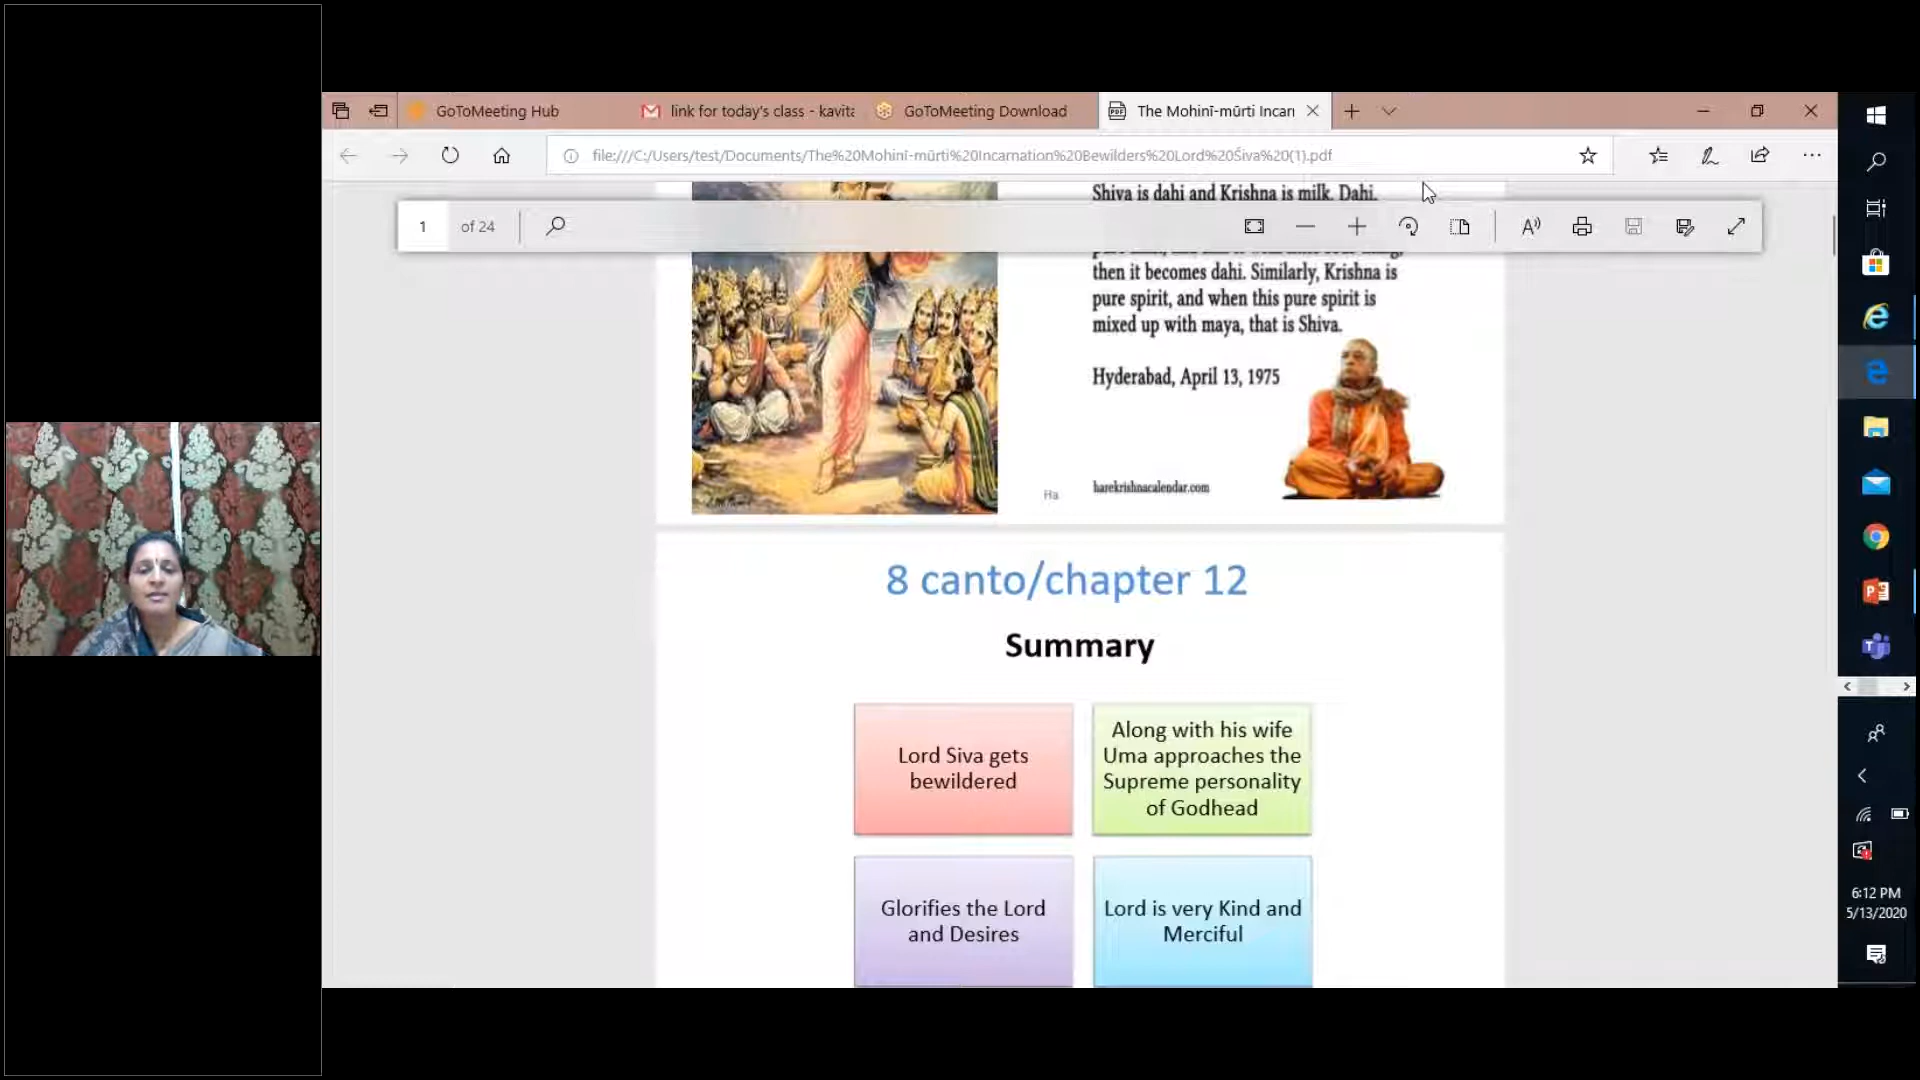 GoToMeeting Hub
link for today's class - kavita
GoToMeeting Download
The Mohinī-mūrti Incar
file:///C:/Users/test/Documents/The%20Mohinī-mūrti%20Incarnation%20Bewilders%20Lord%20Śiva%20(1).pdf
Shiva is dahi and Krishna is milk. Dahi,
1 of 24
then it becomes dahi. Similarly, Krishna is
pure spirit, and when this pure spirit is
mixed up with maya, that is Shiva.
Hyderabad, April 13, 1975
Ha
harekrishnacalendar.com
8 canto/chapter 12
Summary
Lord Siva gets
bewildered
Along with his wife
Uma approaches the
Supreme personality
of Godhead
Glorifies the Lord
and Desires
Lord is very Kind and
Merciful
6:12 PM
5/13/2020